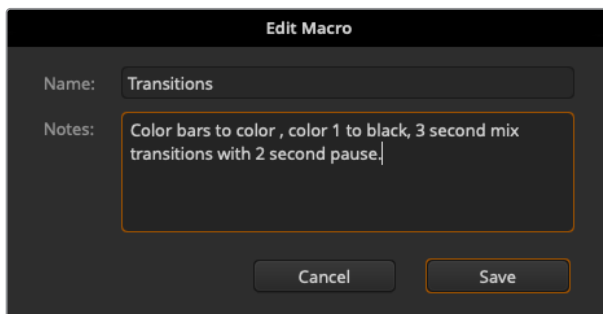 Edit Macro
Name: Transitions
Notes: Color bars to color , color 1 to black, 3 second mix
transitions with 2 second pause.
Cancel Save